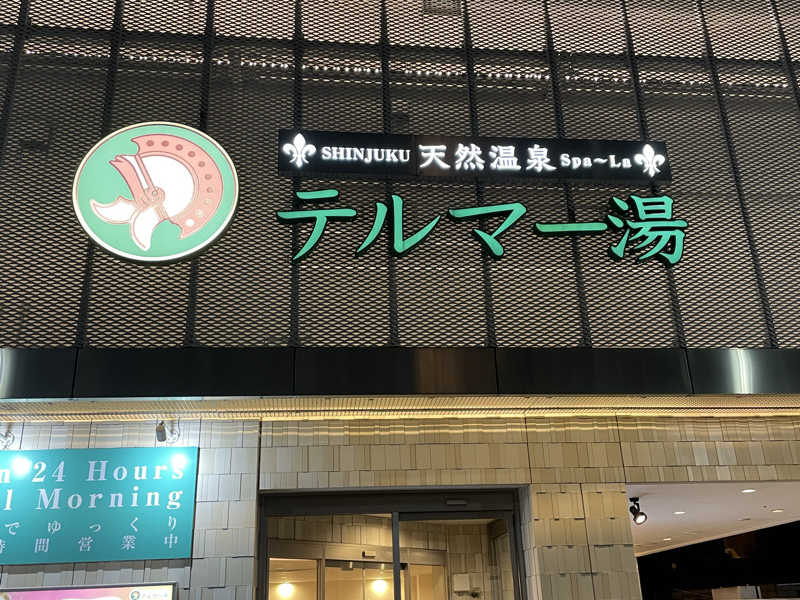 SHINJUKU 天然温泉 Spa~La
テルマー湯
24 Hours
Morning
でゆっくり
時間営業中